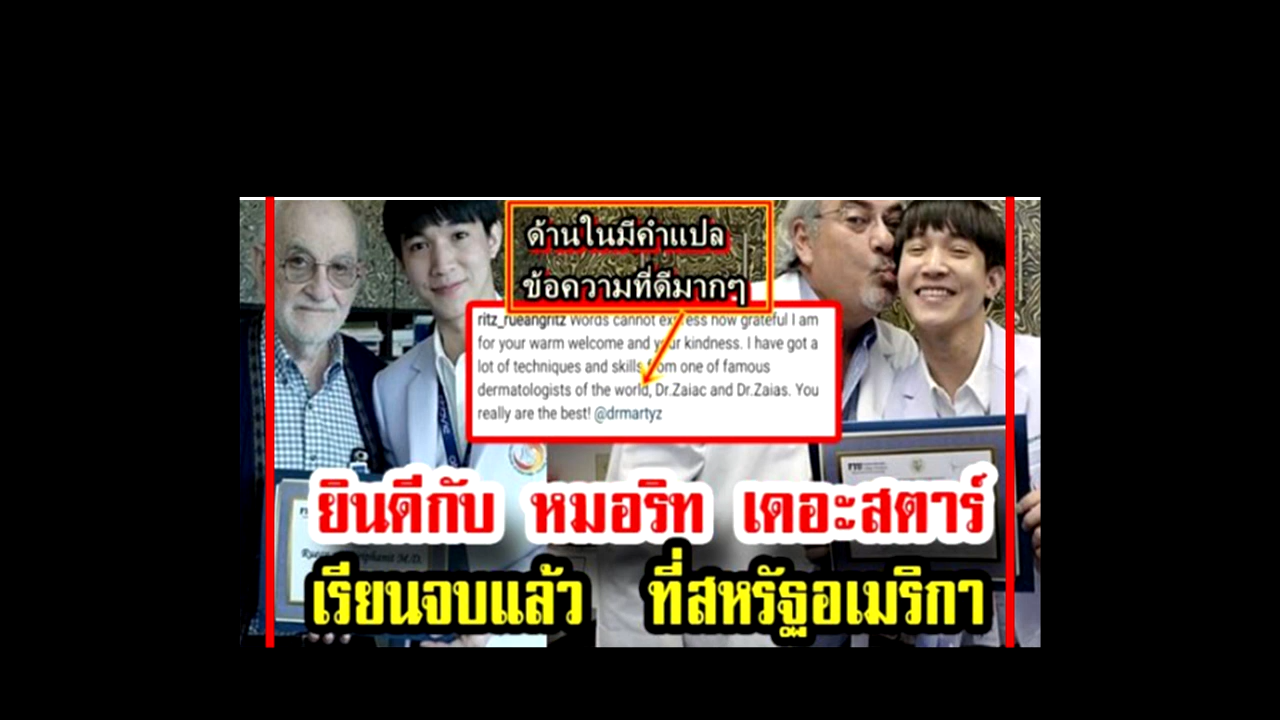 ด้านในมีคำแปล
ข้อความที่ดีมากๆ
ritz_rueangritz Words cannot express how grateful I am
for your warm welcome and your kindness. I have got a
lot of techniques and skills from one of famous
dermatologists of the world, Dr.Zaiac and Dr.Zaias. You
really are the best! @drmartyz
FIU
M.D.
ยินดีกับ หมอริท เดอะสตาร์
เรียนจบแล้ว ที่สหรัฐอเมริกา